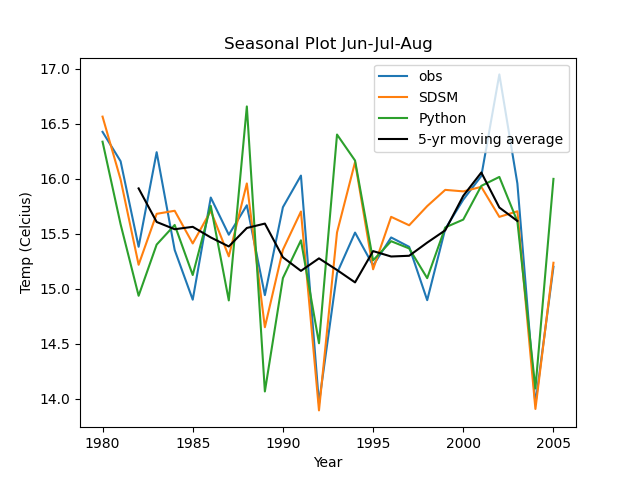 Seasonal Plot Jun-Jul-Aug
17.0
16.5
16.0
15.5
15.0
14.5
14.0
Temp (Celcius)
obs
SDSM
Python
5-yr moving average
1980 1985 1990 1995 2000 2005
Year